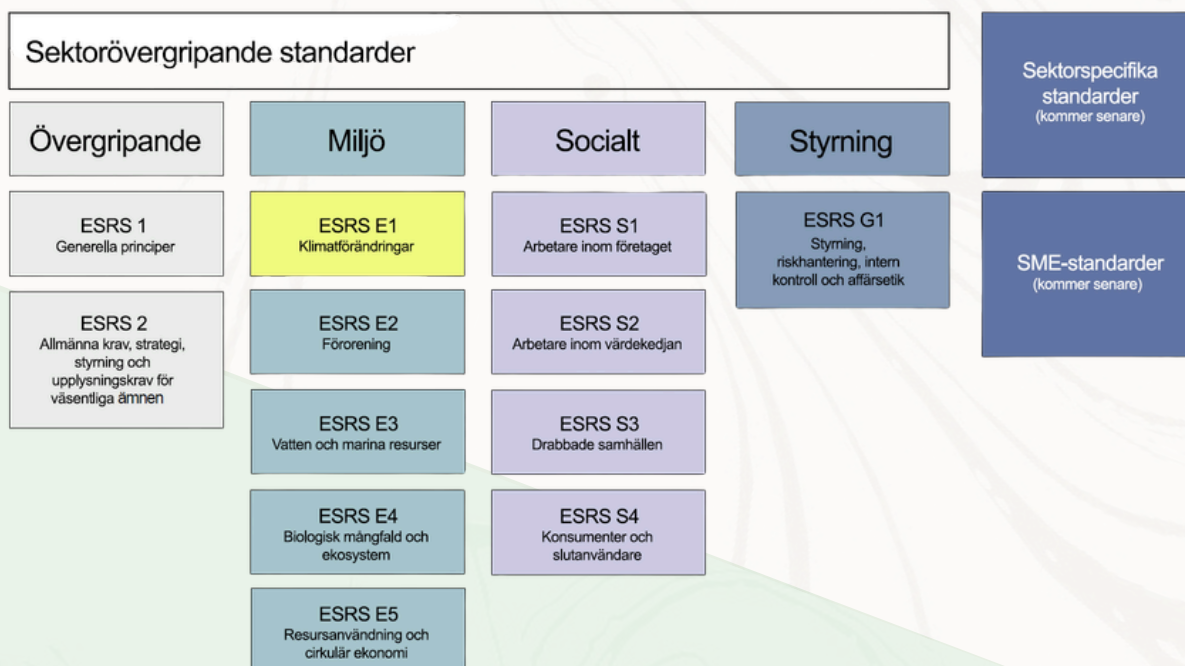 Sektorövergripande standarder
Övergripande
ESRS 1
Generella principer
ESRS 2
Allmänna krav, strategi,
styrning och
upplysningskrav för
väsentliga ämnen
Miljö
ESRS E1
Klimatförändringar
ESRS E2
Förorening
ESRS E3
Vatten och marina resurser
ESRS E4
Biologisk mångfald och
ekosystem
ESRS E5
Resursanvändning och
cirkulär ekonomi
Socialt
ESRS S1
Arbetare inom företaget
ESRS S2
Arbetare inom värdekedjan
ESRS S3
Drabbade samhällen
ESRS S4
Konsumenter och
slutanvändare
Styrning
ESRS G1
Styrning,
riskhantering, intern
kontroll och affärsetik
Sektorspecifika
standarder
(kommer senare)
SME-standarder
(kommer senare)